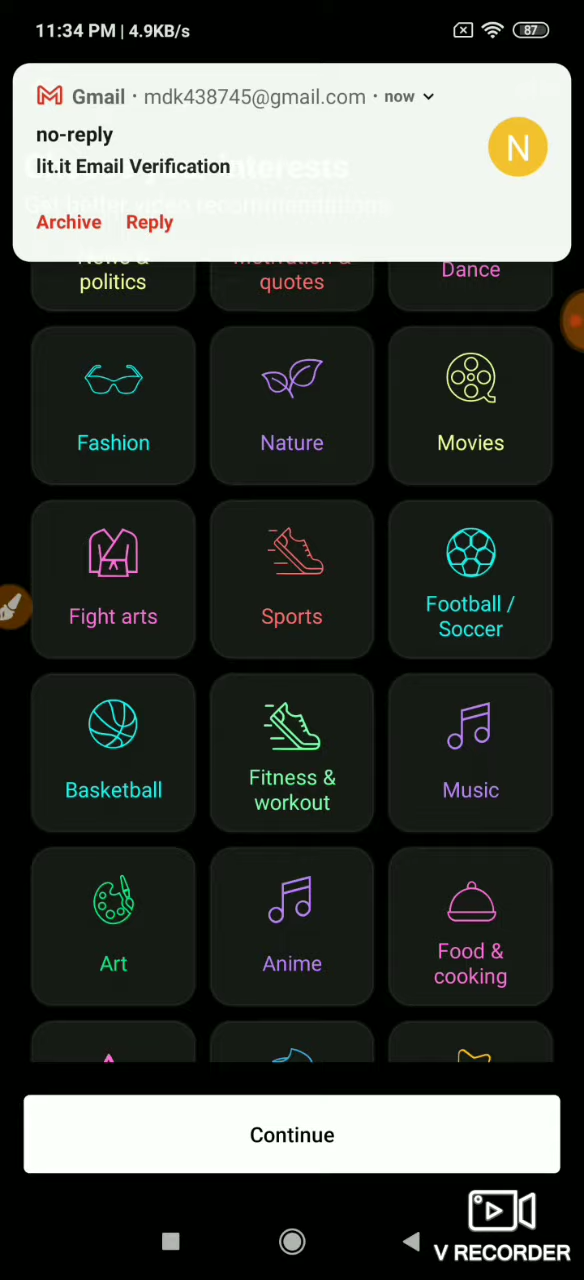 11:34 PM | 4.9KB/s
87
Gmail · mdk438745@gmail.com · now
no-reply
N
lit.it Email Verification
interests
Archive Reply
politics
quotes
Dance
Fashion
Nature
Movies
Fight arts
Sports
Football /
Soccer
Basketball
Fitness &
workout
Music
Art
Anime
Food &
cooking
Continue
V RECORDER